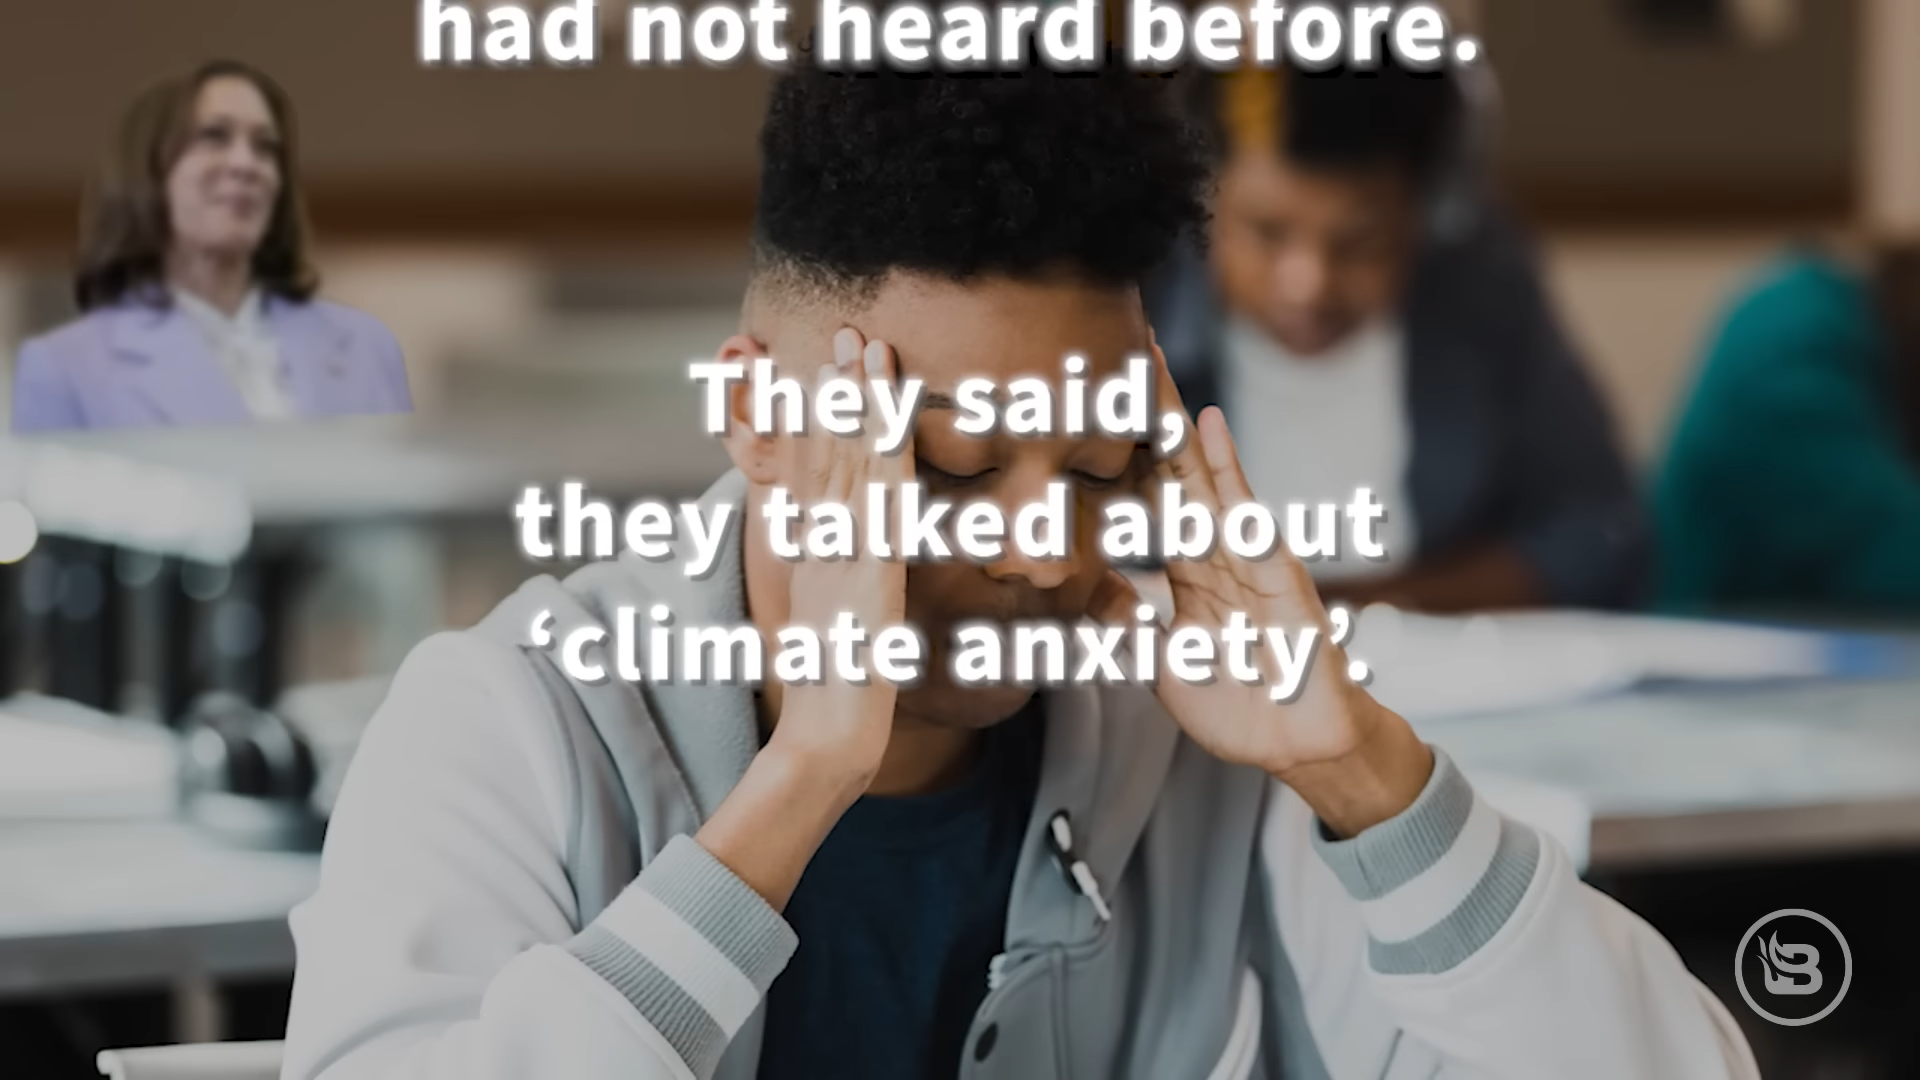 had not heard before.
They said,
they talked about
‘climate anxiety’.